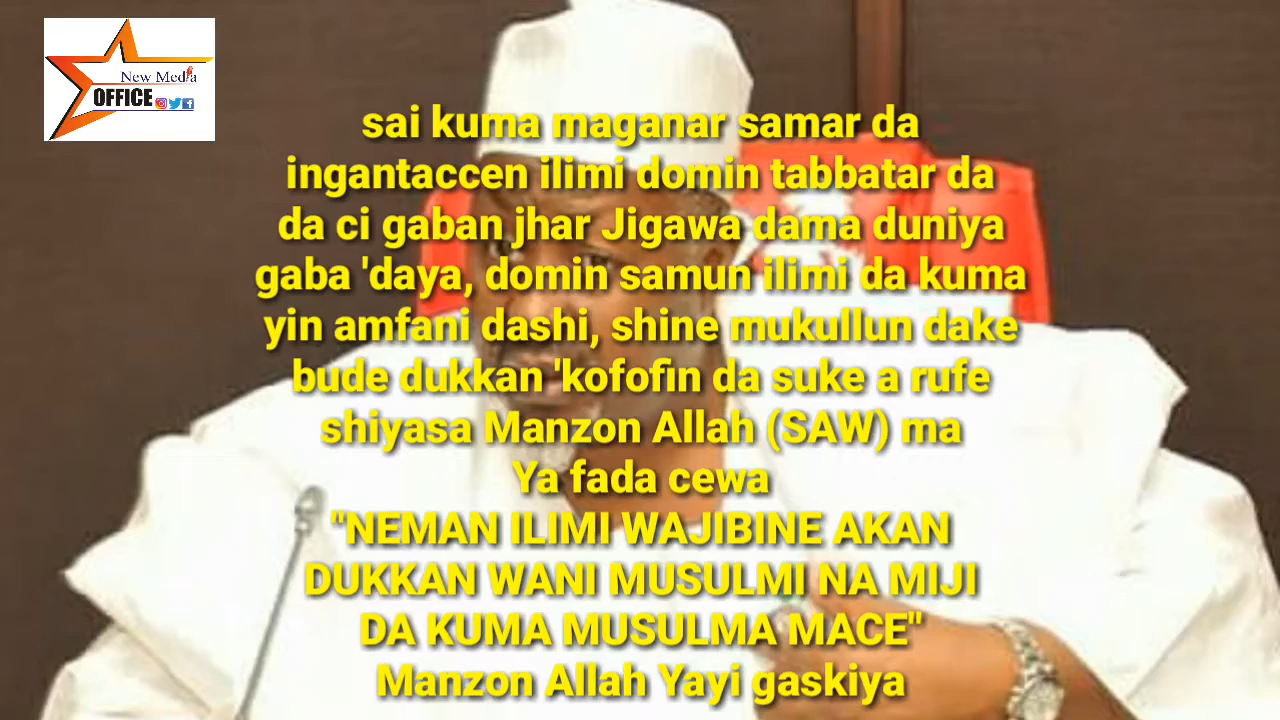 New Media
OFFICE
sai kuma maganar samar da
ingantaccen ilimi domin tabbatar da
da ci gaban jhar Jigawa dama duniya
gaba 'daya, domin samun ilimi da kuma
yin amfani dashi, shine mukullun dake
bude dukkan 'kofofin da suke a rufe
shiyasa Manzon Allah (SAW) ma
Ya fada cewa
"NEMAN ILIMI WAJIBINE AKAN
DUKKAN WANI MUSULMI NA MIJI
DA KUMA MUSULMA MACE"
Manzon Allah Yayi gaskiya